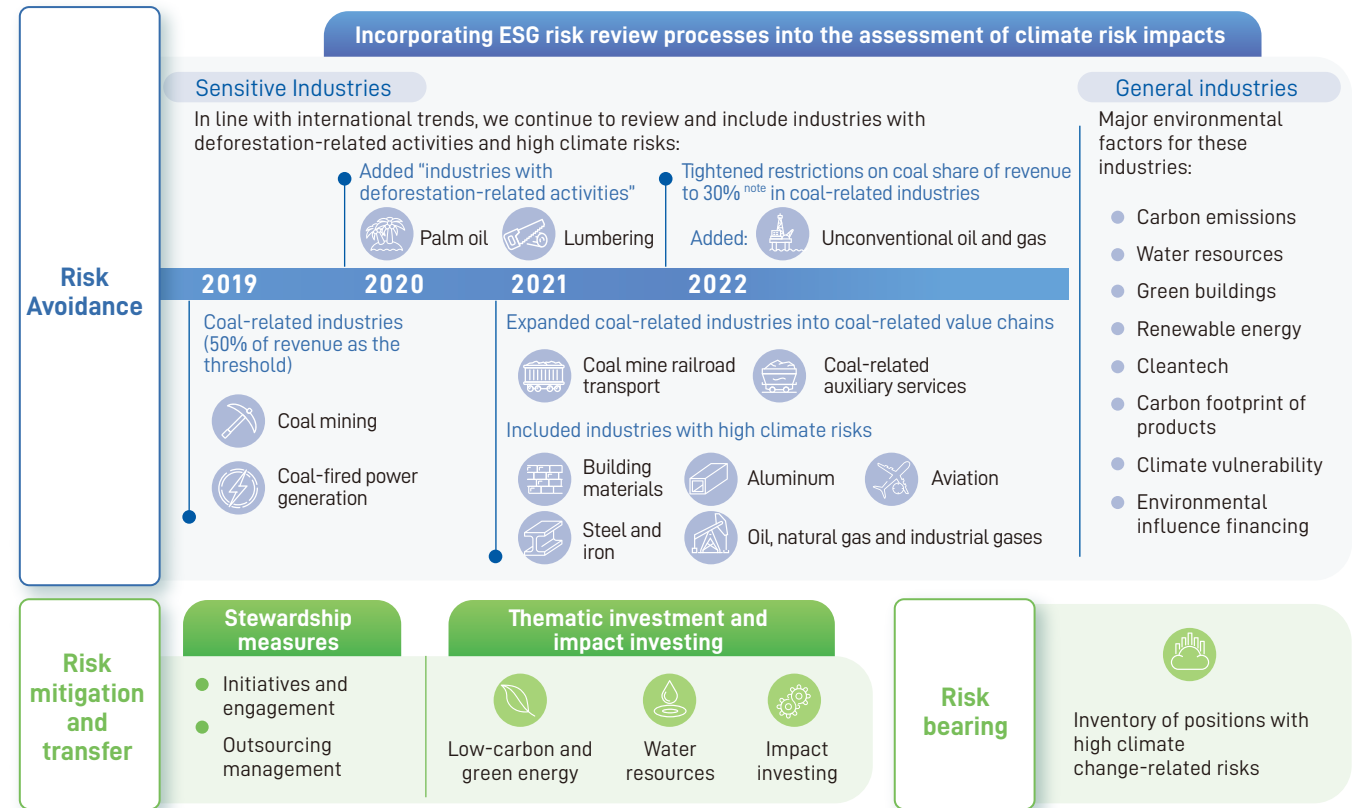 Incorporating ESG risk review processes into the assessment of climate risk impacts
Risk
Avoidance
Sensitive Industries
In line with international trends, we continue to review and include industries with
deforestation-related activities and high climate risks:
Added "industries with
deforestation-related activities"
Palm oil
Lumbering
Tightened restrictions on coal share of revenue
to 30% note in coal-related industries
Added:
Unconventional oil and gas
2019
2020
2021
2022
Coal-related industries
(50% of revenue as the
threshold)
Coal mining
Coal-fired power
generation
Expanded coal-related industries into coal-related value chains
Coal mine railroad
transport
Coal-related
auxiliary services
Included industries with high climate risks
Building
materials
Aluminum
Aviation
Steel and
iron
Oil, natural gas and industrial gases
General industries
Major environmental
factors for these
industries:
Carbon emissions
Water resources
Green buildings
Renewable energy
Cleantech
Carbon footprint of
products
Climate vulnerability
Environmental
influence financing
Risk
mitigation
and
transfer
Stewardship
measures
Initiatives and
engagement
Outsourcing
management
Thematic investment and
impact investing
Low-carbon and
green energy
Water
resources
Impact
investing
Risk
bearing
Inventory of positions with
high climate
change-related risks